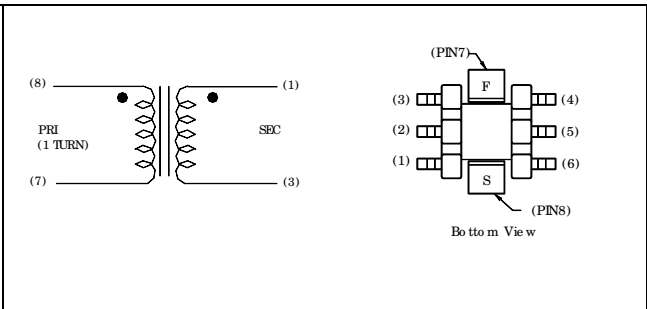 (8)
(1)
PRI
(1 TURN)
SEC
(7)
(3)
(PIN7)
F
(3)
(4)
(2)
(5)
(1)
(6)
S
(PIN8)
Bottom View